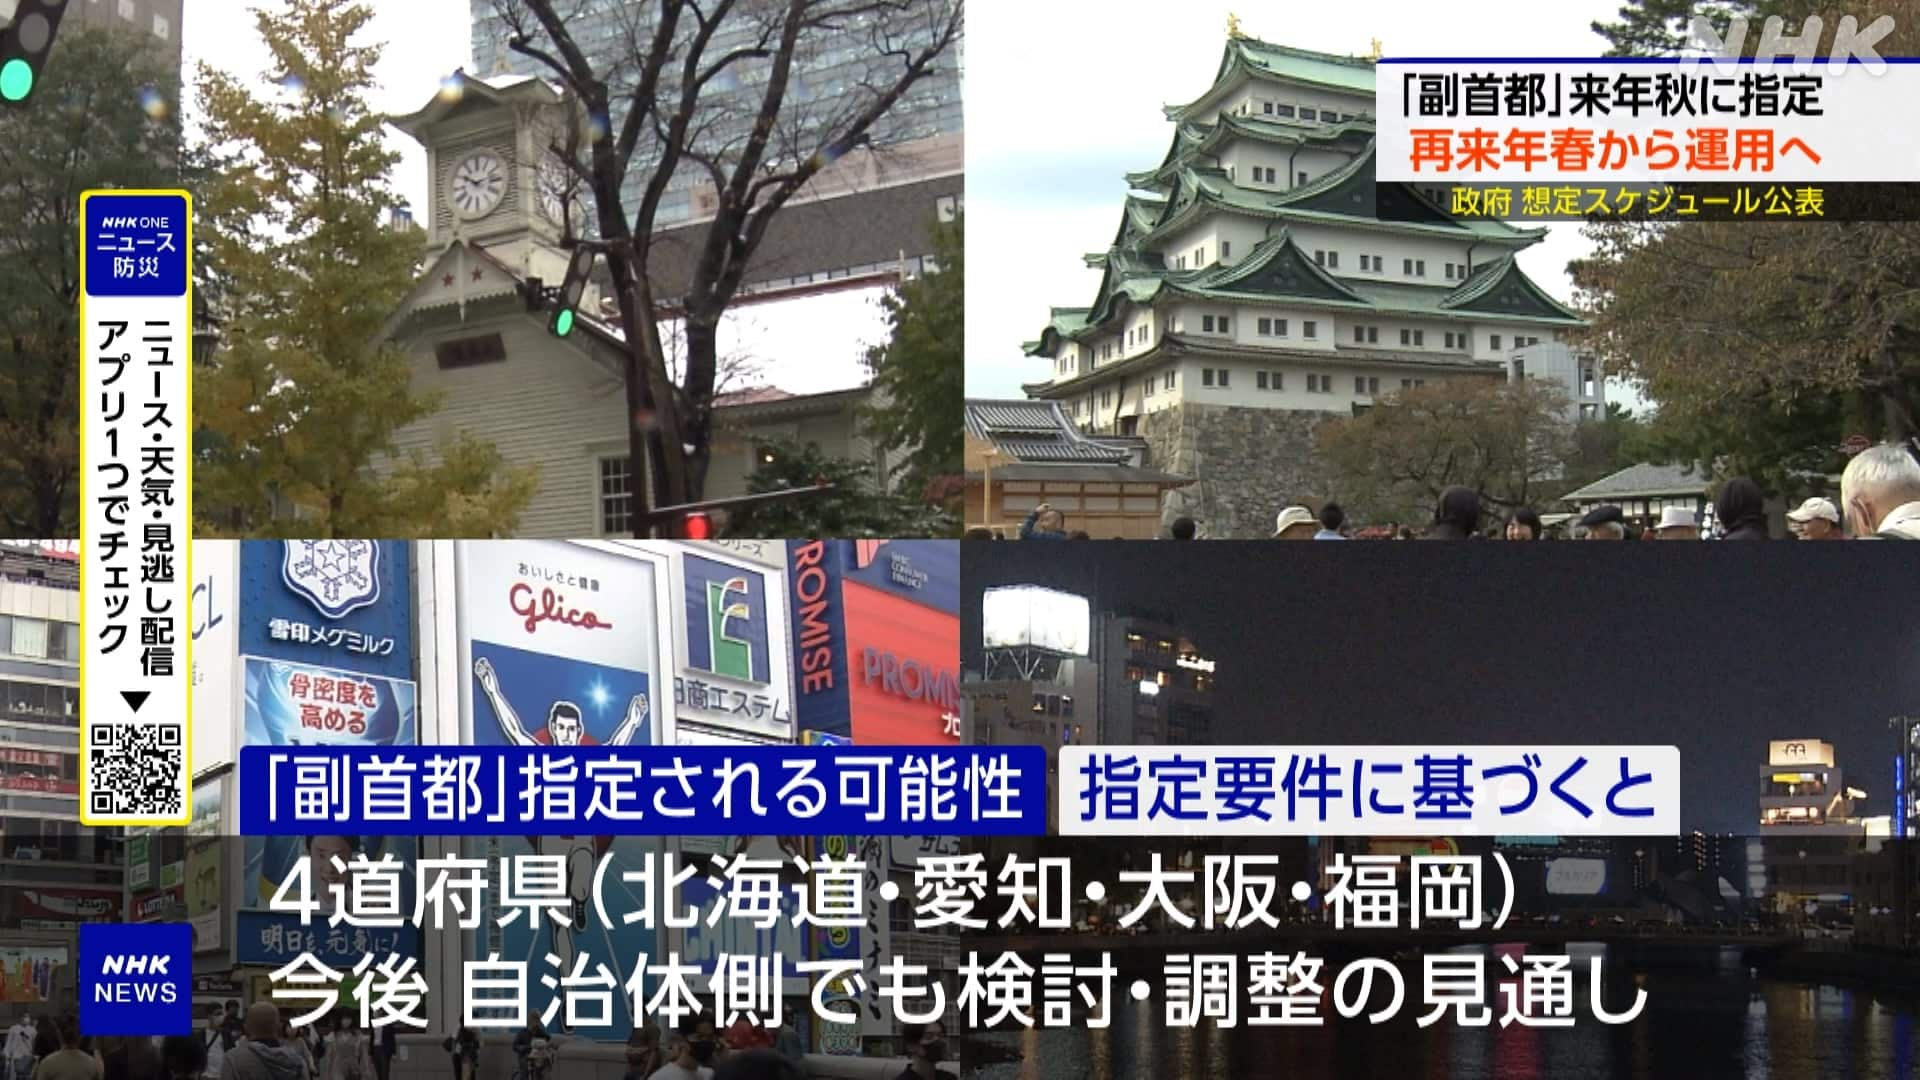 NHK
「副首都」来年秋に指定
再来年春から運用へ
政府 想定スケジュール公表
NHK ONE
ニュース
防災
ニュース・天気・見逃し配信
アプリ1つでチェック
雪印メグミルク
骨密度を
高める
おいしさと健康
Glico
日商エステム
PROMISE
明日も、元気に!
「副首都」指定される可能性
指定要件に基づくと
4道府県(北海道・愛知・大阪・福岡)
今後 自治体側でも検討・調整の見通し
NHK
NEWS